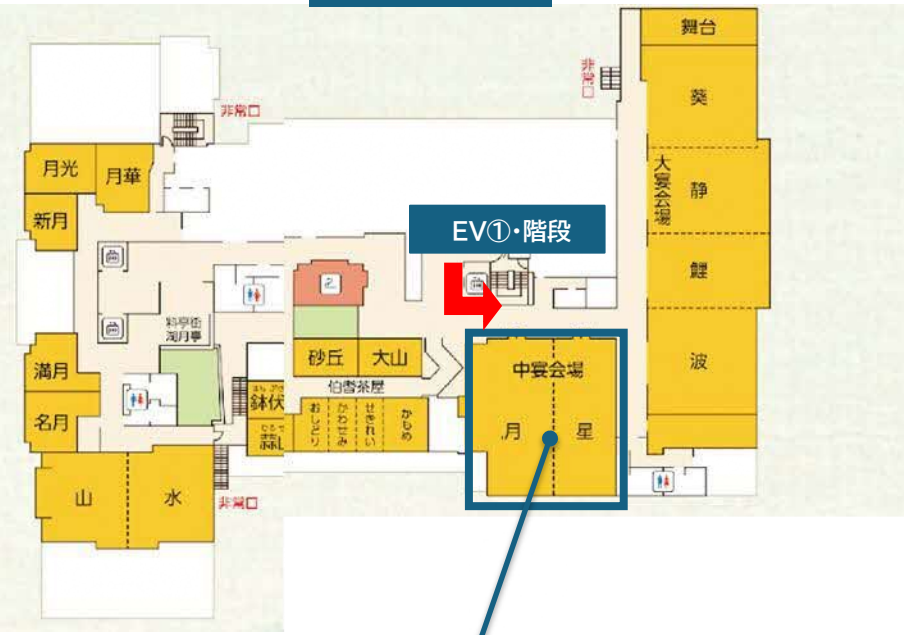 舞台
非常口
葵
非常口
月光
月華
大宴会場
静
新月
EV①・階段
鯉
料亭街
湖月亭
砂丘
大山
波
満月
伯耆茶屋
中宴会場
鉢伏
名月
おしどり
かわせみ
せきれい
かもめ
月
星
蒜山
山
水
非常口